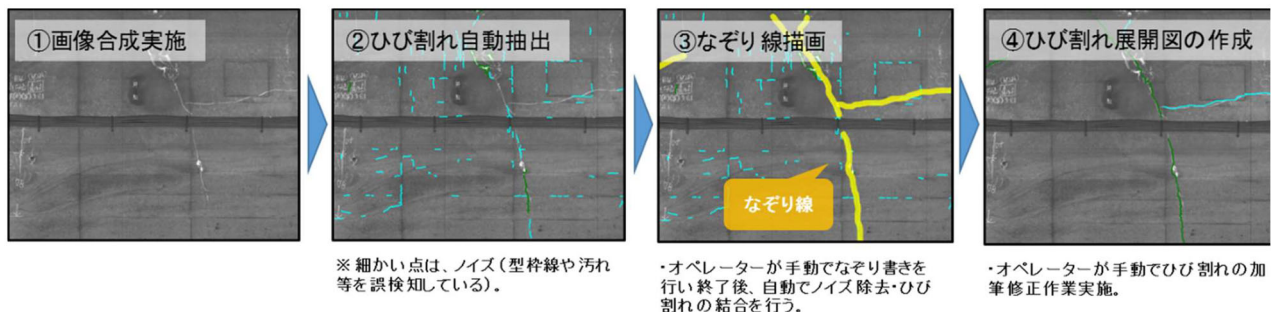 ①画像合成実施
②ひび割れ自動抽出
③なぞり線描画
④ひび割れ展開図の作成
なぞり線
※細かい点は、ノイズ(型枠線や汚れ
等を誤検知している)。
・オペレーターが手動でなぞり書きを
行い終了後、自動でノイズ除去・ひび
割れの結合を行う。
・オペレーターが手動でひび割れの加
筆修正作業実施。